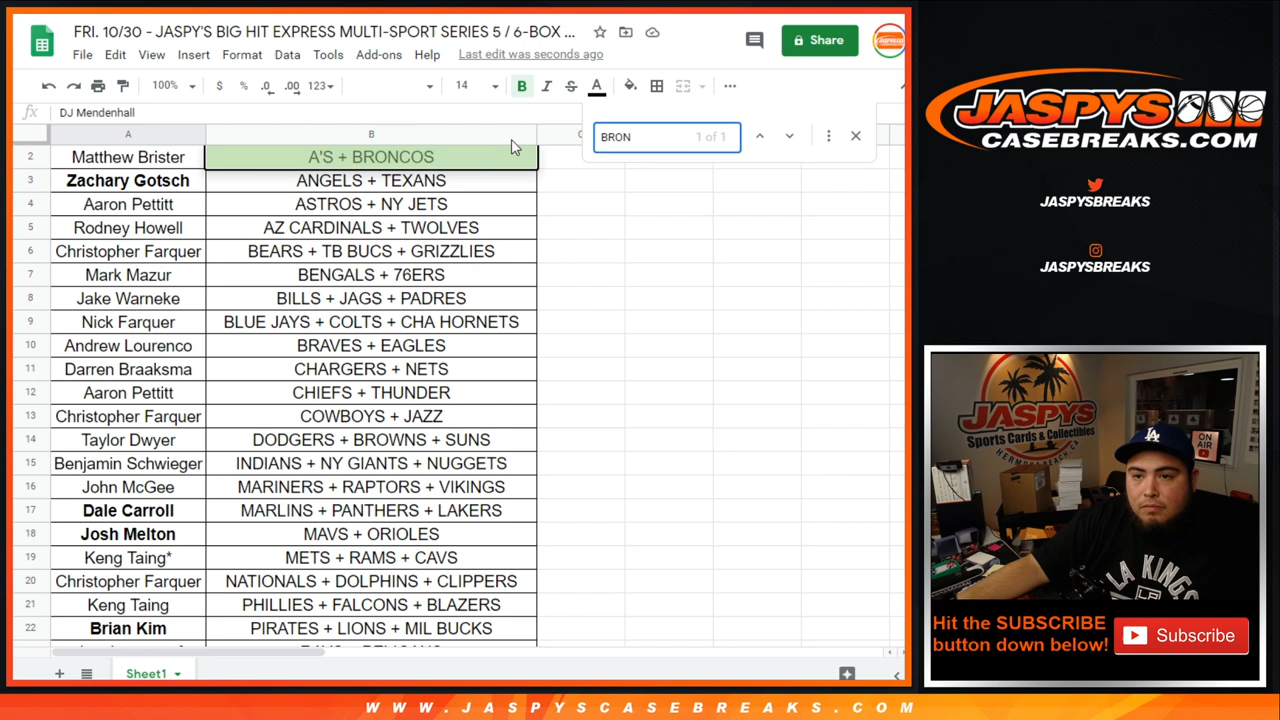 FRI. 10/30 - JASPY'S BIG HIT EXPRESS MULTI-SPORT SERIES 5 / 6-BOX ...
File Edit View Insert Format Data Tools Add-ons Help Last edit was seconds ago
Share
100% $ % .0 .00 123 14 B I S A
fx DJ Mendenhall
BRON 1 of 1
A B
2 Matthew Brister A'S + BRONCOS
3 Zachary Gotsch ANGELS + TEXANS
4 Aaron Pettitt ASTROS + NY JETS
5 Rodney Howell AZ CARDINALS + TWOLVES
6 Christopher Farquer BEARS + TB BUCS + GRIZZLIES
7 Mark Mazur BENGALS + 76ERS
8 Jake Warneke BILLS + JAGS + PADRES
9 Nick Farquer BLUE JAYS + COLTS + CHA HORNETS
10 Andrew Lourenco BRAVES + EAGLES
11 Darren Braaksma CHARGERS + NETS
12 Aaron Pettitt CHIEFS + THUNDER
13 Christopher Farquer COWBOYS + JAZZ
14 Taylor Dwyer DODGERS + BROWNS + SUNS
15 Benjamin Schwieger INDIANS + NY GIANTS + NUGGETS
16 John McGee MARINERS + RAPTORS + VIKINGS
17 Dale Carroll MARLINS + PANTHERS + LAKERS
18 Josh Melton MAVS + ORIOLES
19 Keng Taing* METS + RAMS + CAVS
20 Christopher Farquer NATIONALS + DOLPHINS + CLIPPERS
21 Keng Taing PHILLIES + FALCONS + BLAZERS
22 Brian Kim PIRATES + LIONS + MIL BUCKS
Sheet1
JASPYS
CASEBREAKS.COM
JASPYSBREAKS
JASPYSBREAKS
JASPYS
Sports Cards & Collectibles
HERMOSA BEACH, CA
ON AIR
LA
LA KINGS
Hit the SUBSCRIBE
button down below!
Subscribe
WWW.JASPYSCASEBREAKS.COM